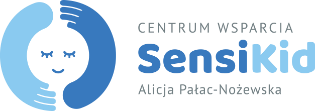 CENTRUM WSPARCIA
SensiKid
Alicja Pałac-Nożewska